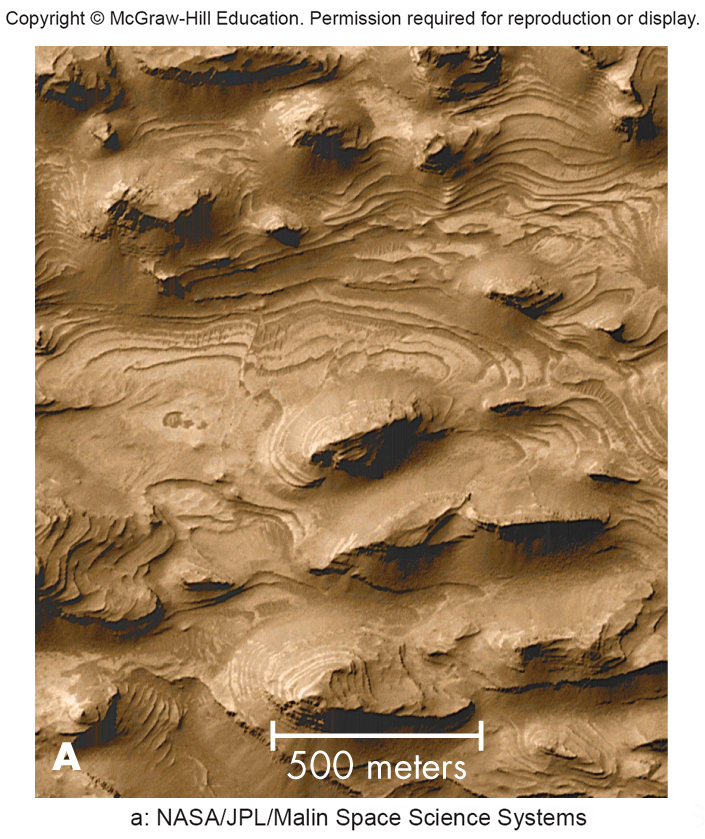 Copyright © McGraw-Hill Education. Permission required for reproduction or display.
A
500 meters
a: NASA/JPL/Malin Space Science Systems